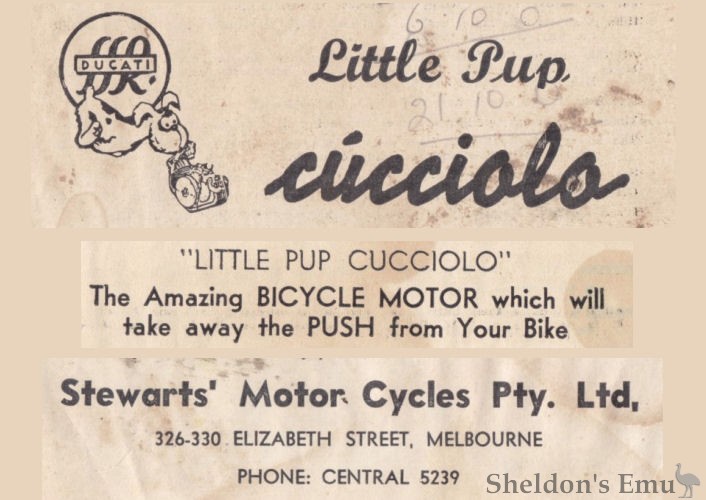 6 10 0
SSR
DUCATI
Little Pup
21 10 0
cúcciolo
"LITTLE PUP CUCCIOLO"
The Amazing BICYCLE MOTOR which will
take away the PUSH from Your Bike
Stewarts' Motor Cycles Pty. Ltd,
326-330 ELIZABETH STREET, MELBOURNE
PHONE: CENTRAL 5239
Sheldon's Emu